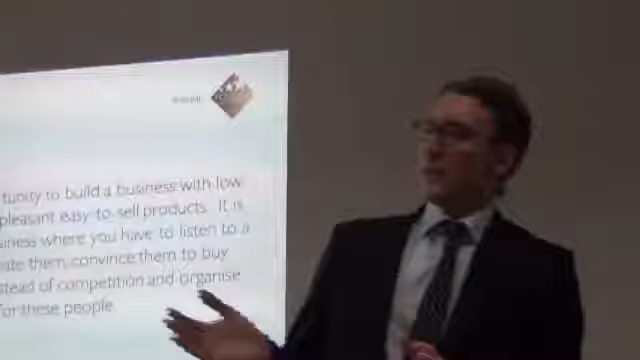 tunity to build a business with low
pleasant easy-to-sell products. It is
iness where you have to listen to a
ate them, convince them to buy
stead of competition and organise
for these people.